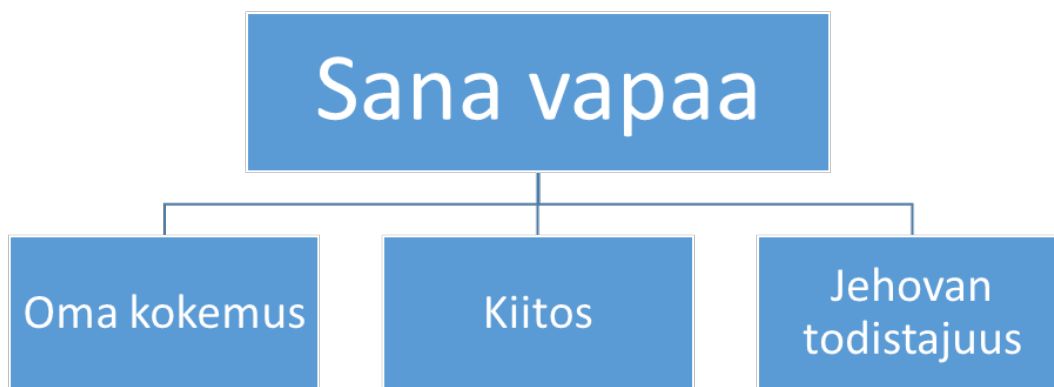 Sana vapaa
Oma kokemus
Kiitos
Jehovan
todistajuus